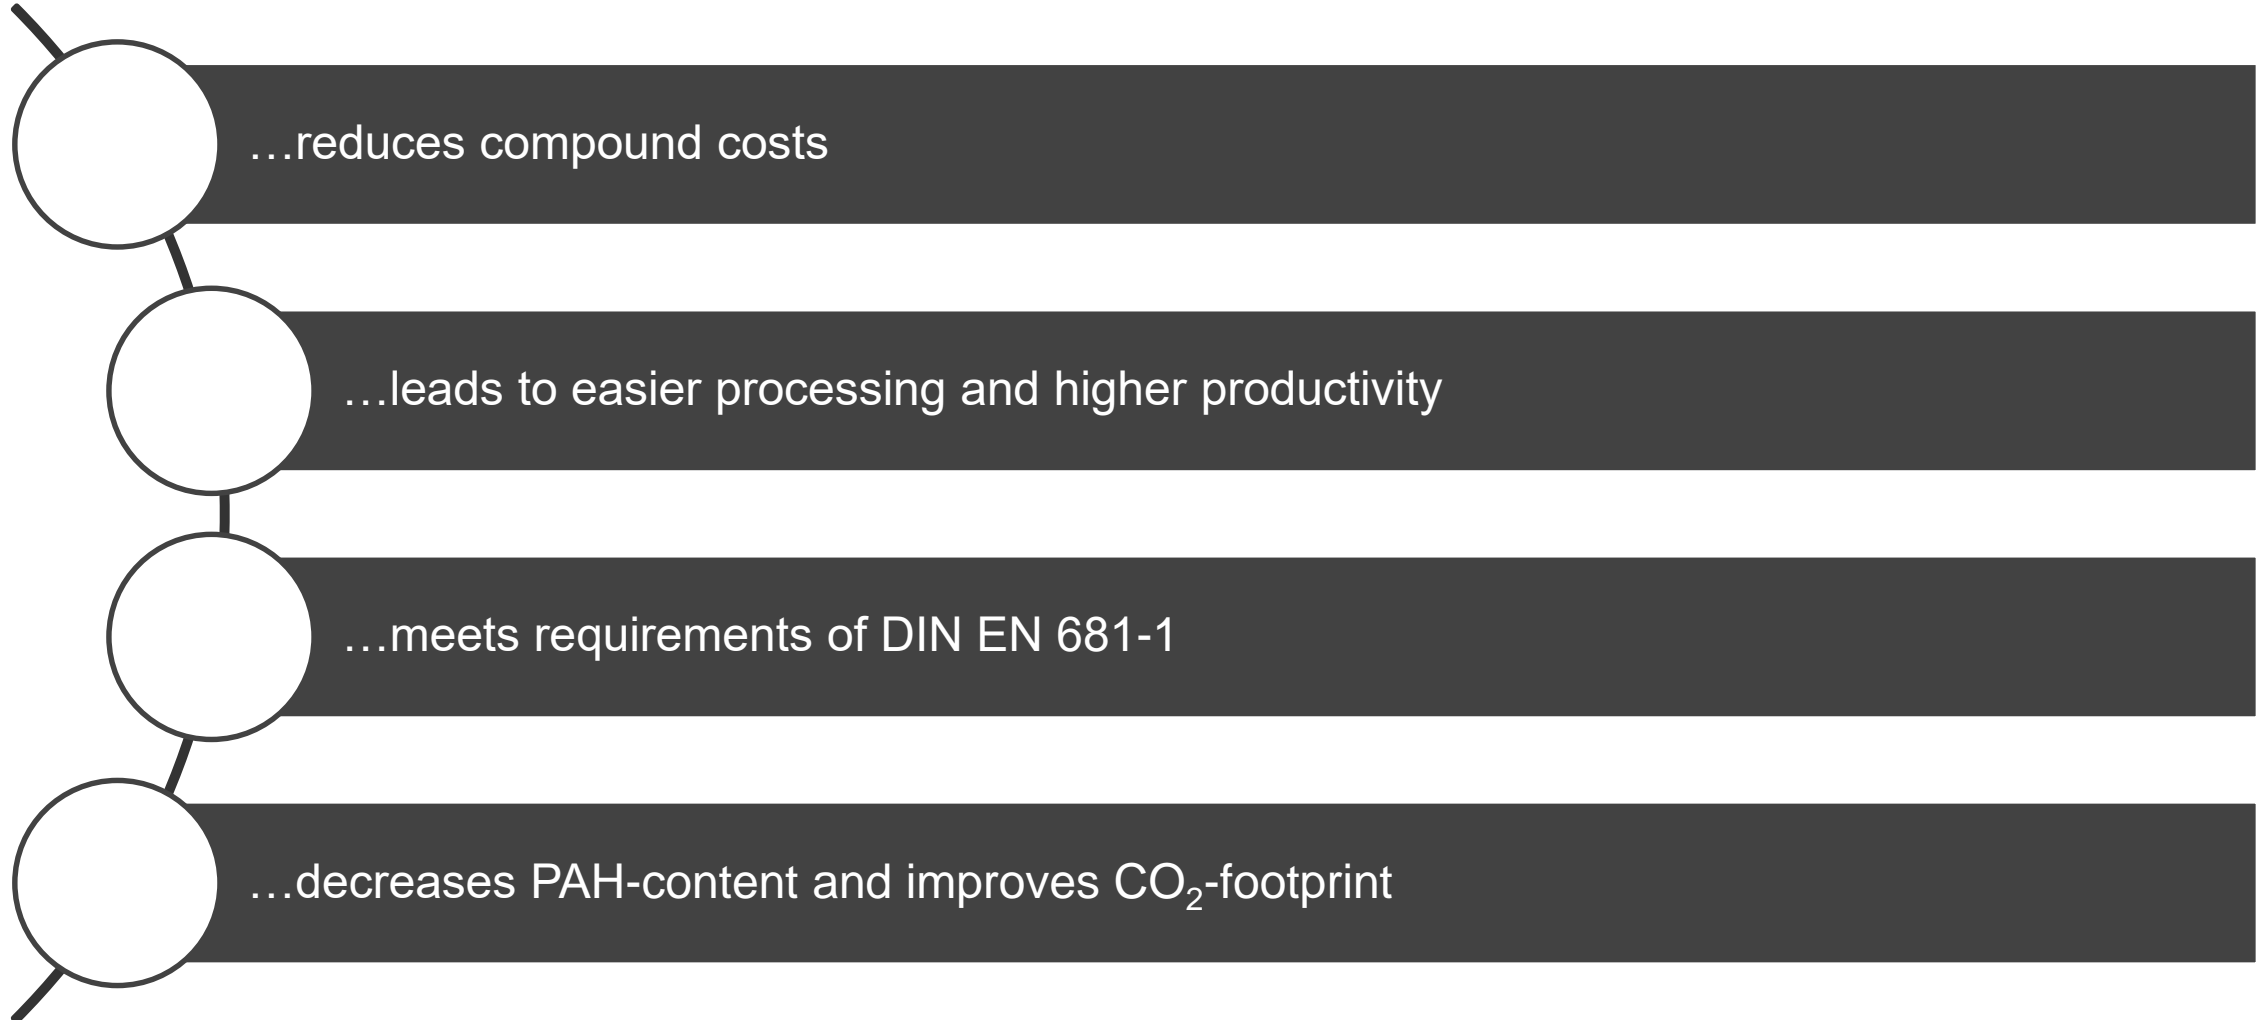 …reduces compound costs
…leads to easier processing and higher productivity
…meets requirements of DIN EN 681-1
…decreases PAH-content and improves CO₂-footprint